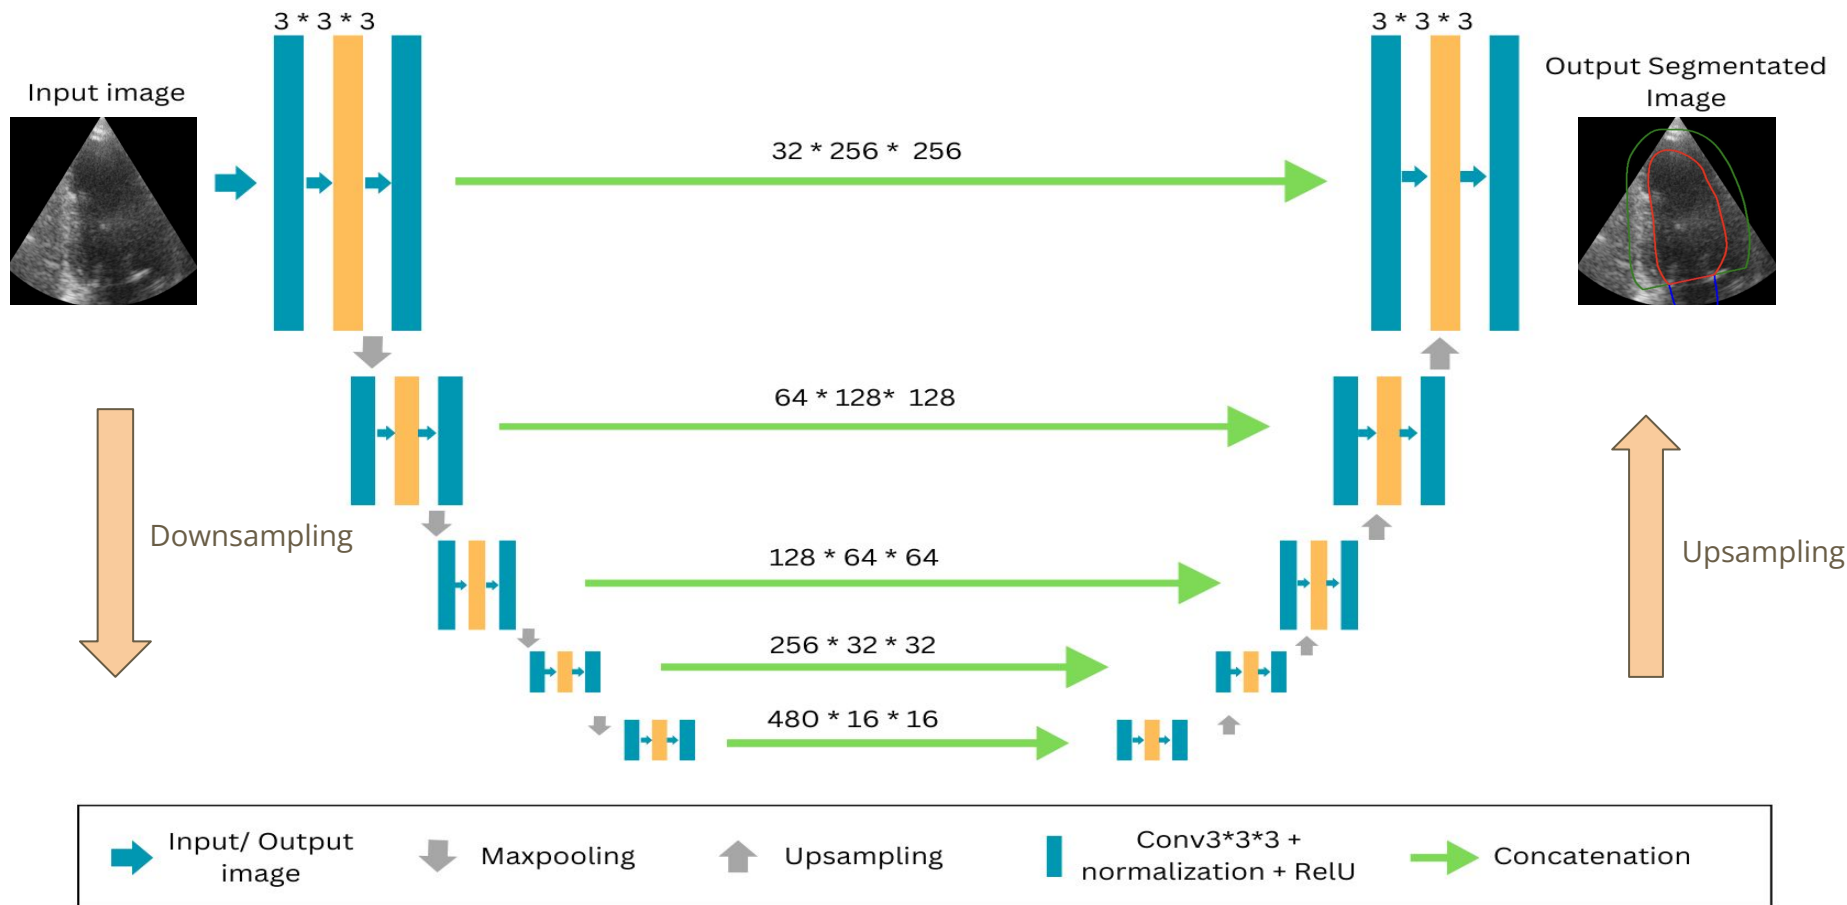 3 * 3 * 3
3 * 3 * 3
Input image
Output Segmentated
Image
32 * 256 *  256
64 * 128*  128
Downsampling
128 * 64 * 64
Upsampling
256 * 32 * 32
480 * 16 * 16
Input/ Output
image
Maxpooling
Upsampling
Conv3*3*3 +
normalization + RelU
Concatenation